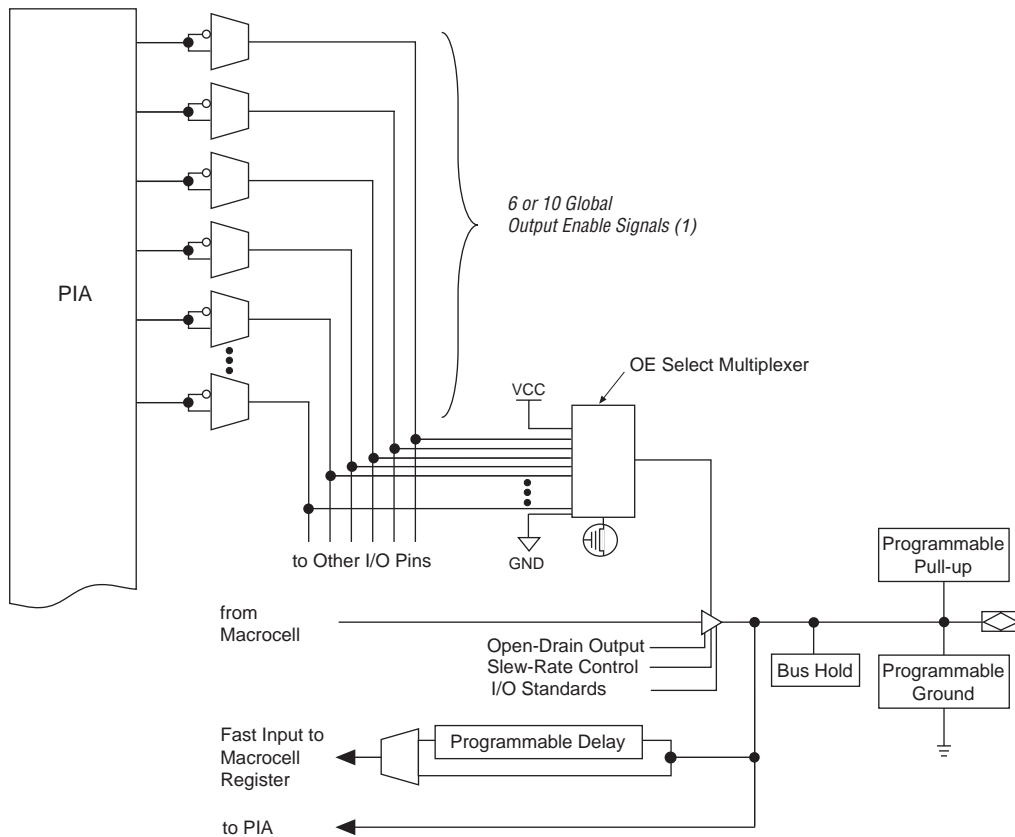 PIA
6 or 10 Global
Output Enable Signals (1)
OE Select Multiplexer
VCC
GND
to Other I/O Pins
Programmable
Pull-up
from
Macrocell
Open-Drain Output
Slew-Rate Control
I/O Standards
Bus Hold
Programmable
Ground
Fast Input to
Macrocell
Register
Programmable Delay
to PIA